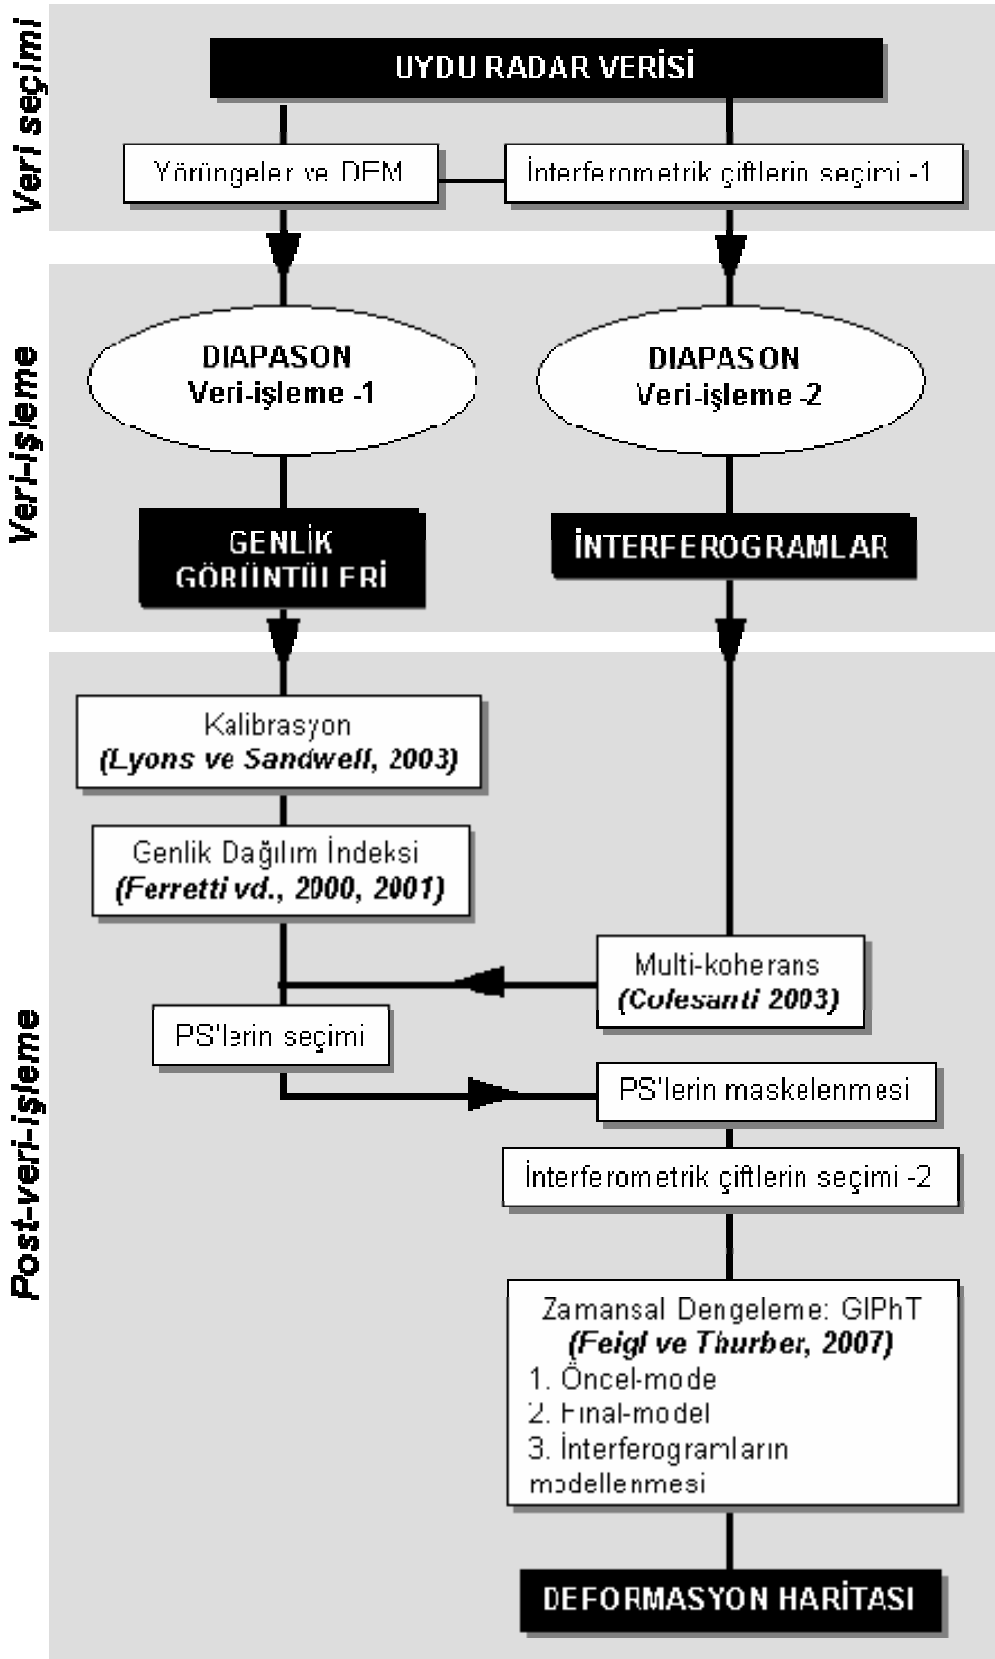 Veri seçimi
UYDU RADAR VERİSİ
Yörüngeler ve DEM
İnterferometrik çiftlerin seçimi -1
Veri-işleme
DIAPASON
Veri-işleme -1
DIAPASON
Veri-işleme -2
GENLİK
GÖRÜNTÜLERİ
İNTERFEROGRAMLAR
Post-veri-işleme
Kalibrasyon
(Lyons ve Sandwell, 2003)
Genlik Dağılım İndeksi
(Ferretti vd., 2000, 2001)
Multi-koherans
(Colesanti 2003)
PS'lerin seçimi
PS'lerin maskelenmesi
İnterferometrik çiftlerin seçimi -2
Zamansal Dengeleme: GIPhT
(Feigl ve Thurber, 2007)
1. Öncel-mode
2. Final-model
3. İnterferogramların
modellenmesi
DEFORMASYON HARİTASI